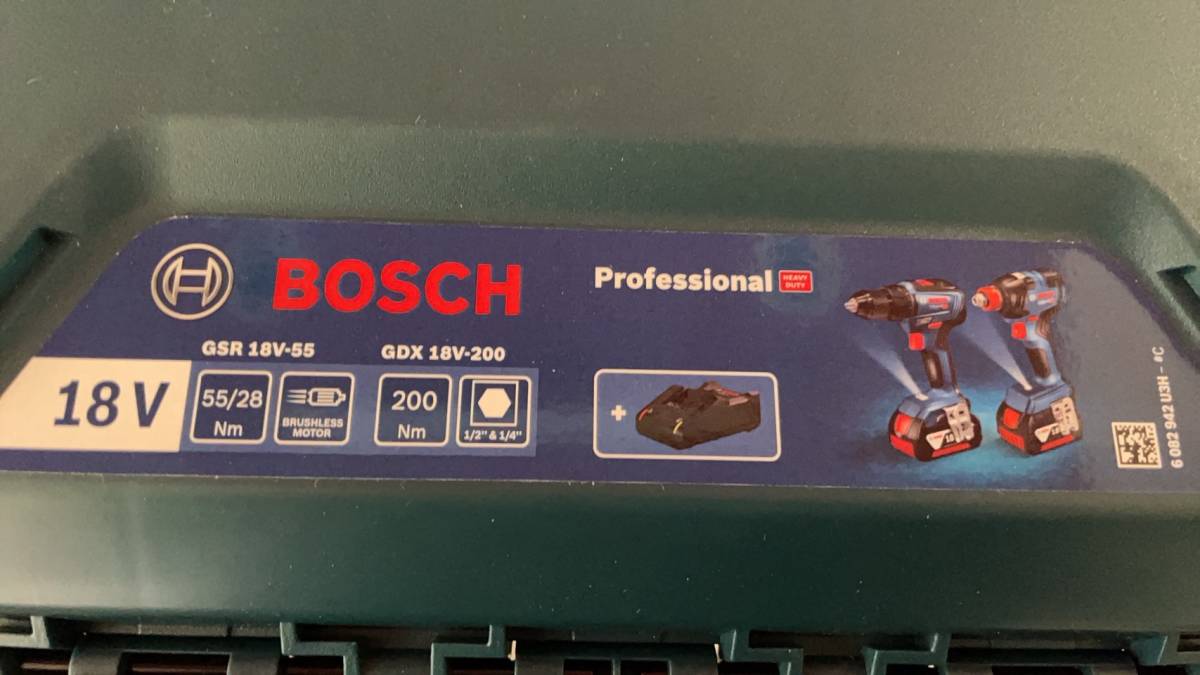 BOSCH
Professional HEAVY DUTY
GSR 18V-55
GDX 18V-200
18 V
55/28 Nm
BRUSHLESS MOTOR
200 Nm
1/2" & 1/4"
+
6 082 942 U3H - #C